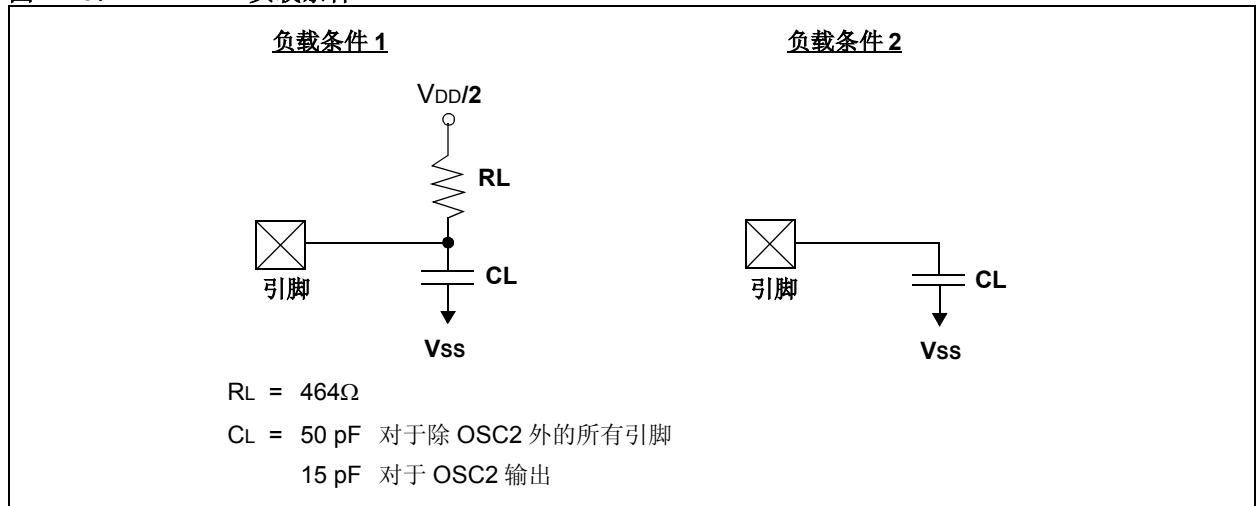 负载条件 1
负载条件 2
VDD/2
RL
引脚
CL
VSS
引脚
CL
VSS
RL = 464Ω
CL = 50 pF 对于除 OSC2 外的所有引脚
15 pF 对于 OSC2 输出